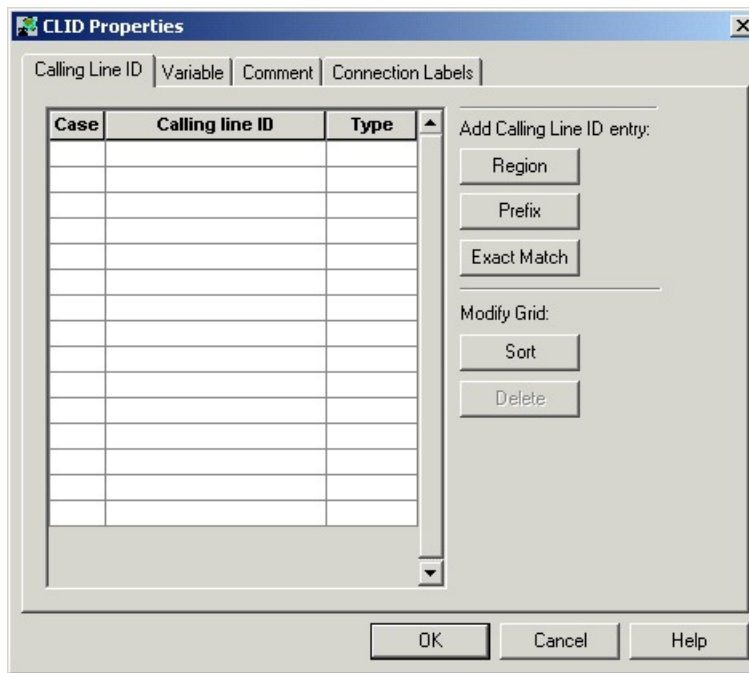 CLID Properties
Calling Line ID Variable Comment Connection Labels
Case Calling line ID Type
Add Calling Line ID entry:
Region
Prefix
Exact Match
Modify Grid:
Sort
Delete
OK Cancel Help